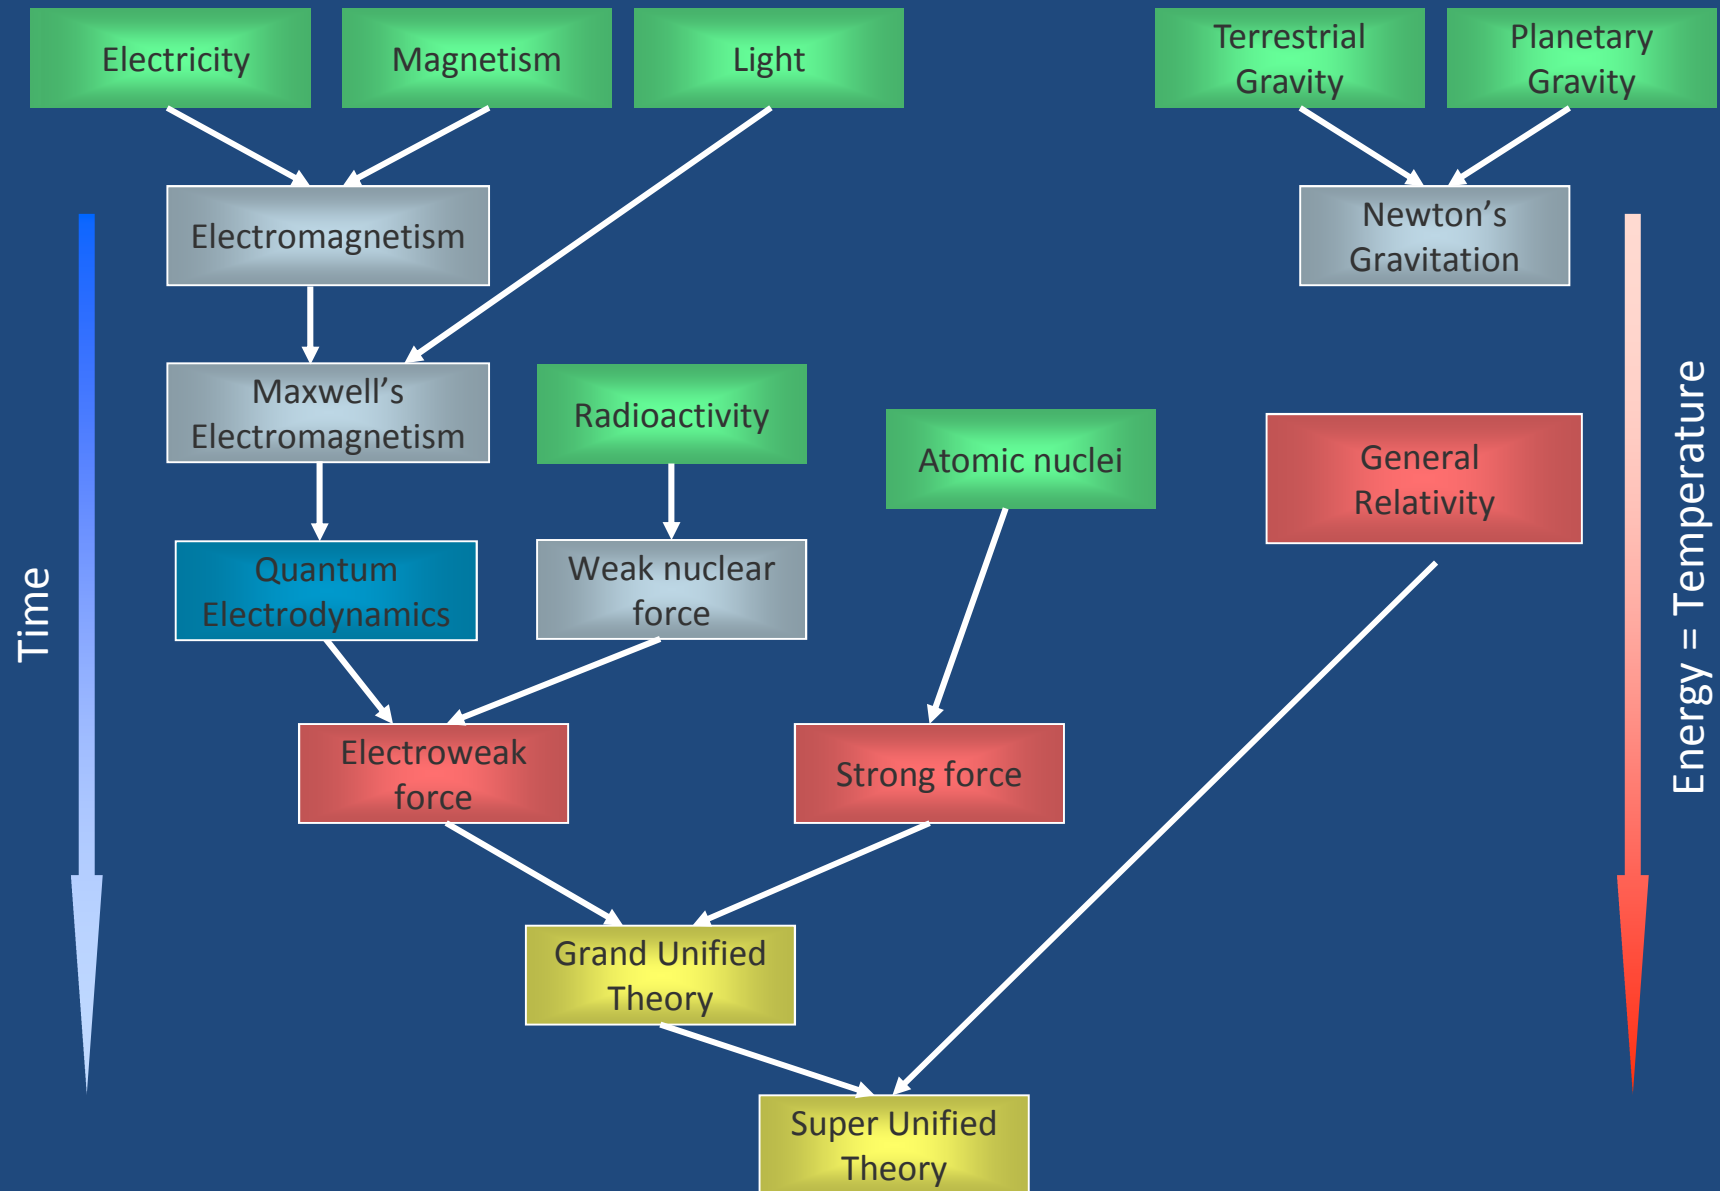 Electricity
Magnetism
Light
Terrestrial
Gravity
Planetary
Gravity
Electromagnetism
Newton’s
Gravitation
Maxwell’s
Electromagnetism
Radioactivity
Atomic nuclei
General
Relativity
Quantum
Electrodynamics
Weak nuclear
force
Time
Energy = Temperature
Electroweak
force
Strong force
Grand Unified
Theory
Super Unified
Theory